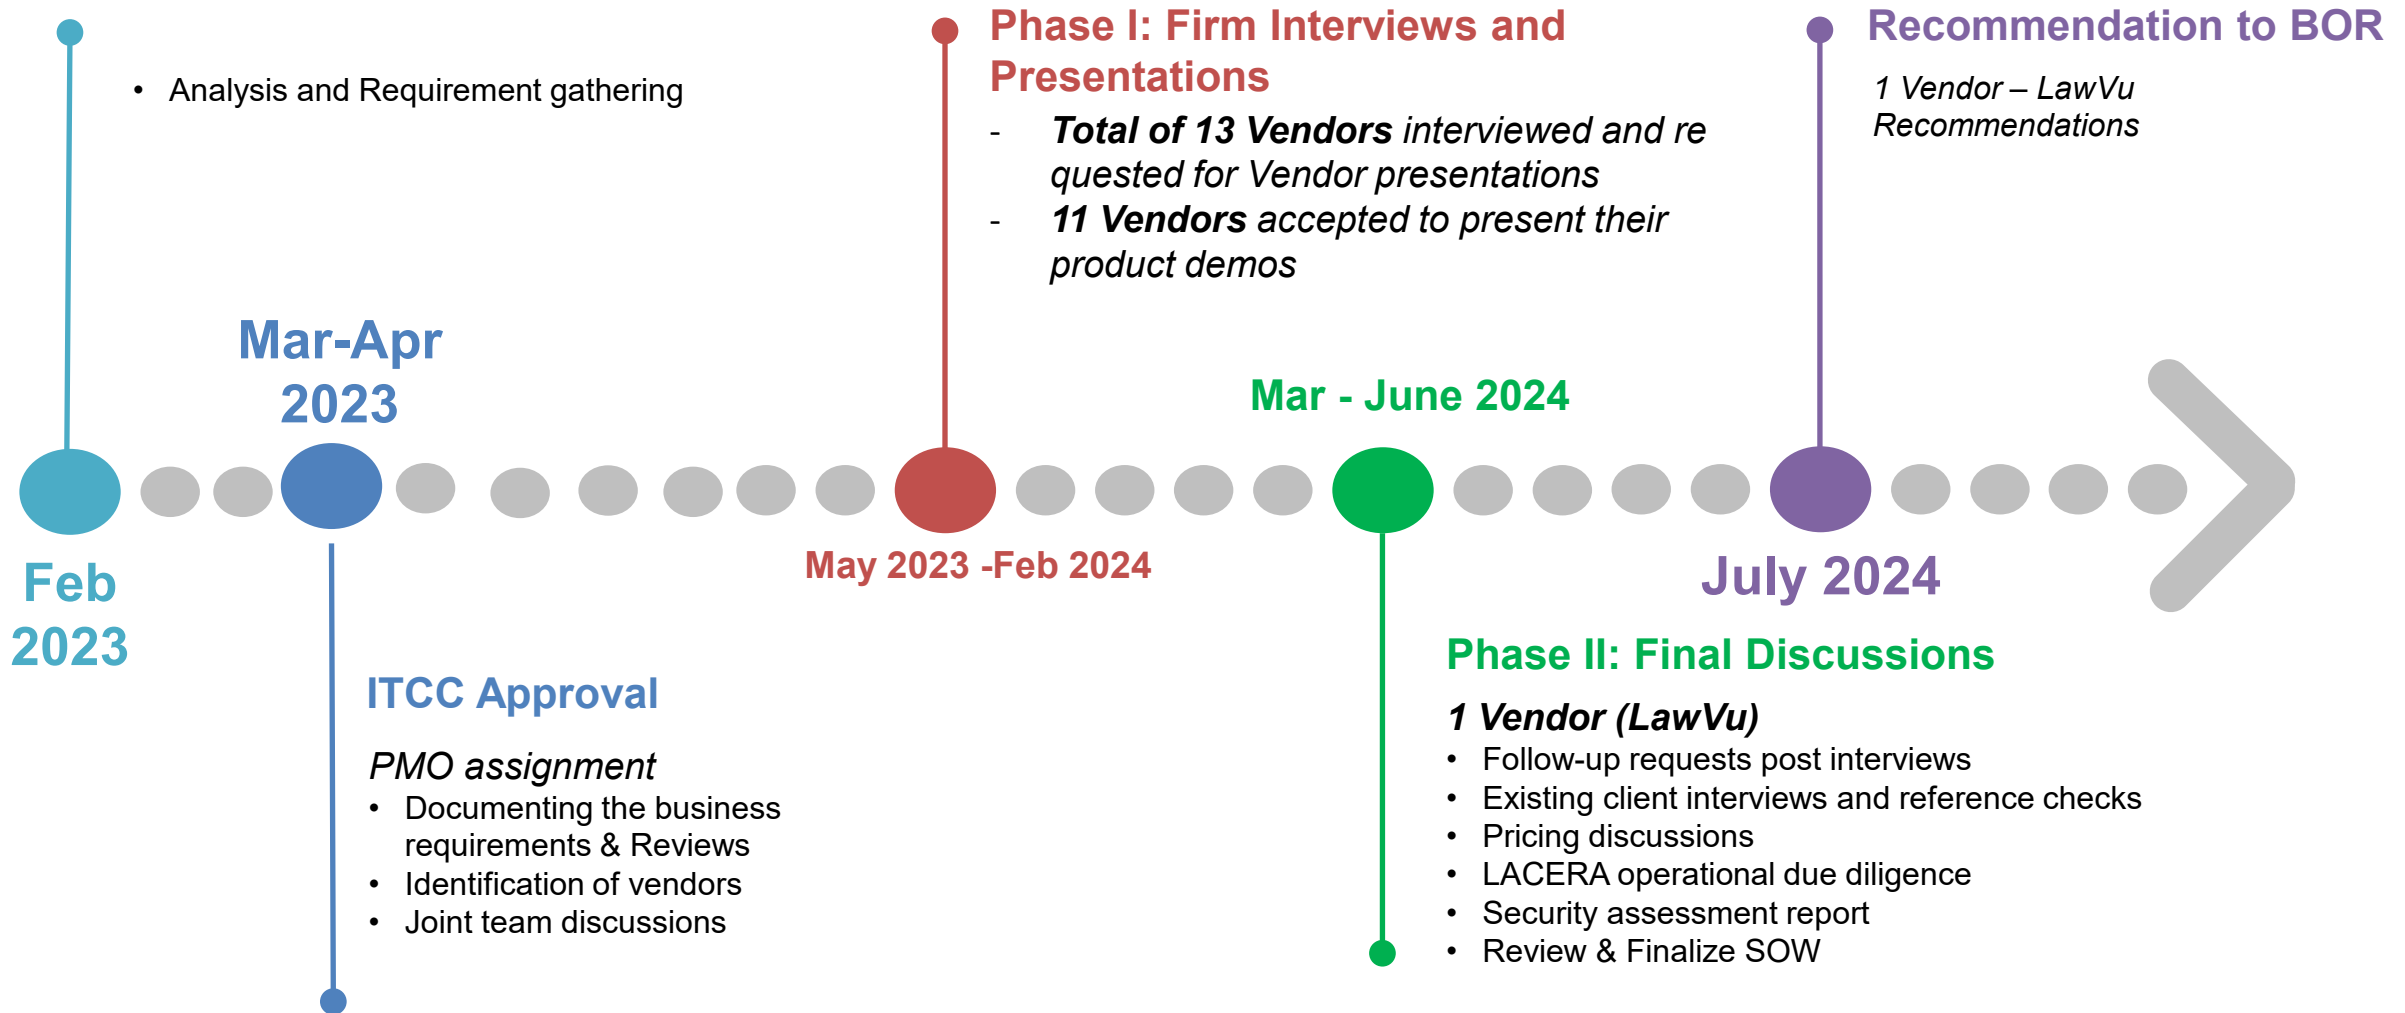 • Analysis and Requirement gathering
Feb
2023
Mar-Apr
2023
ITCC Approval
PMO assignment
• Documenting the business
requirements & Reviews
• Identification of vendors
• Joint team discussions
Phase I: Firm Interviews and
Presentations
- Total of 13 Vendors interviewed and re
quested for Vendor presentations
- 11 Vendors accepted to present their
product demos
May 2023 -Feb 2024
Mar - June 2024
Phase II: Final Discussions
1 Vendor (LawVu)
• Follow-up requests post interviews
• Existing client interviews and reference checks
• Pricing discussions
• LACERA operational due diligence
• Security assessment report
• Review & Finalize SOW
Recommendation to BOR
1 Vendor – LawVu
Recommendations
July 2024